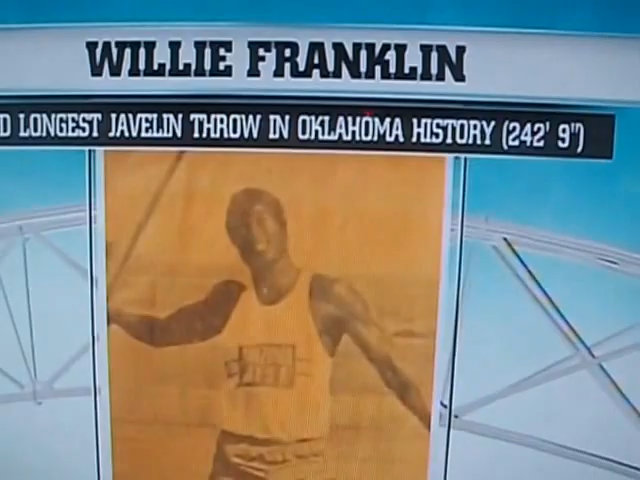 WILLIE FRANKLIN
D LONGEST JAVELIN THROW IN OKLAHOMA HISTORY (242' 9")